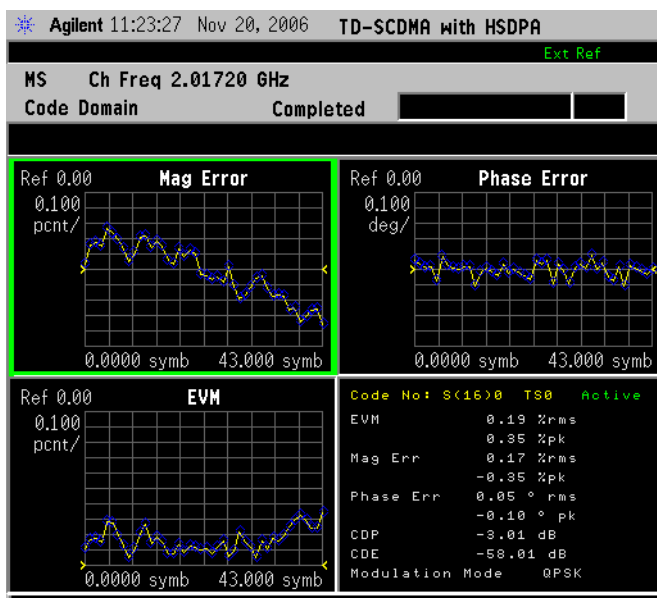 Agilent 11:23:27 Nov 20, 2006 TD-SCDMA with HSDPA
Ext Ref
MS Ch Freq 2.01720 GHz
Code Domain Completed
Ref 0.00 Mag Error
0.100
pcnt/
0.0000 symb 43.000 symb
Ref 0.00 Phase Error
0.100
deg/
0.0000 symb 43.000 symb
Ref 0.00 EVM
0.100
pcnt/
0.0000 symb 43.000 symb
Code No: S(16)0 TS0 Active
EVM 0.19 %rms
0.35 %pk
Mag Err 0.17 %rms
-0.35 %pk
Phase Err 0.05 ° rms
-0.10 ° pk
CDP -3.01 dB
CDE -58.01 dB
Modulation Mode QPSK